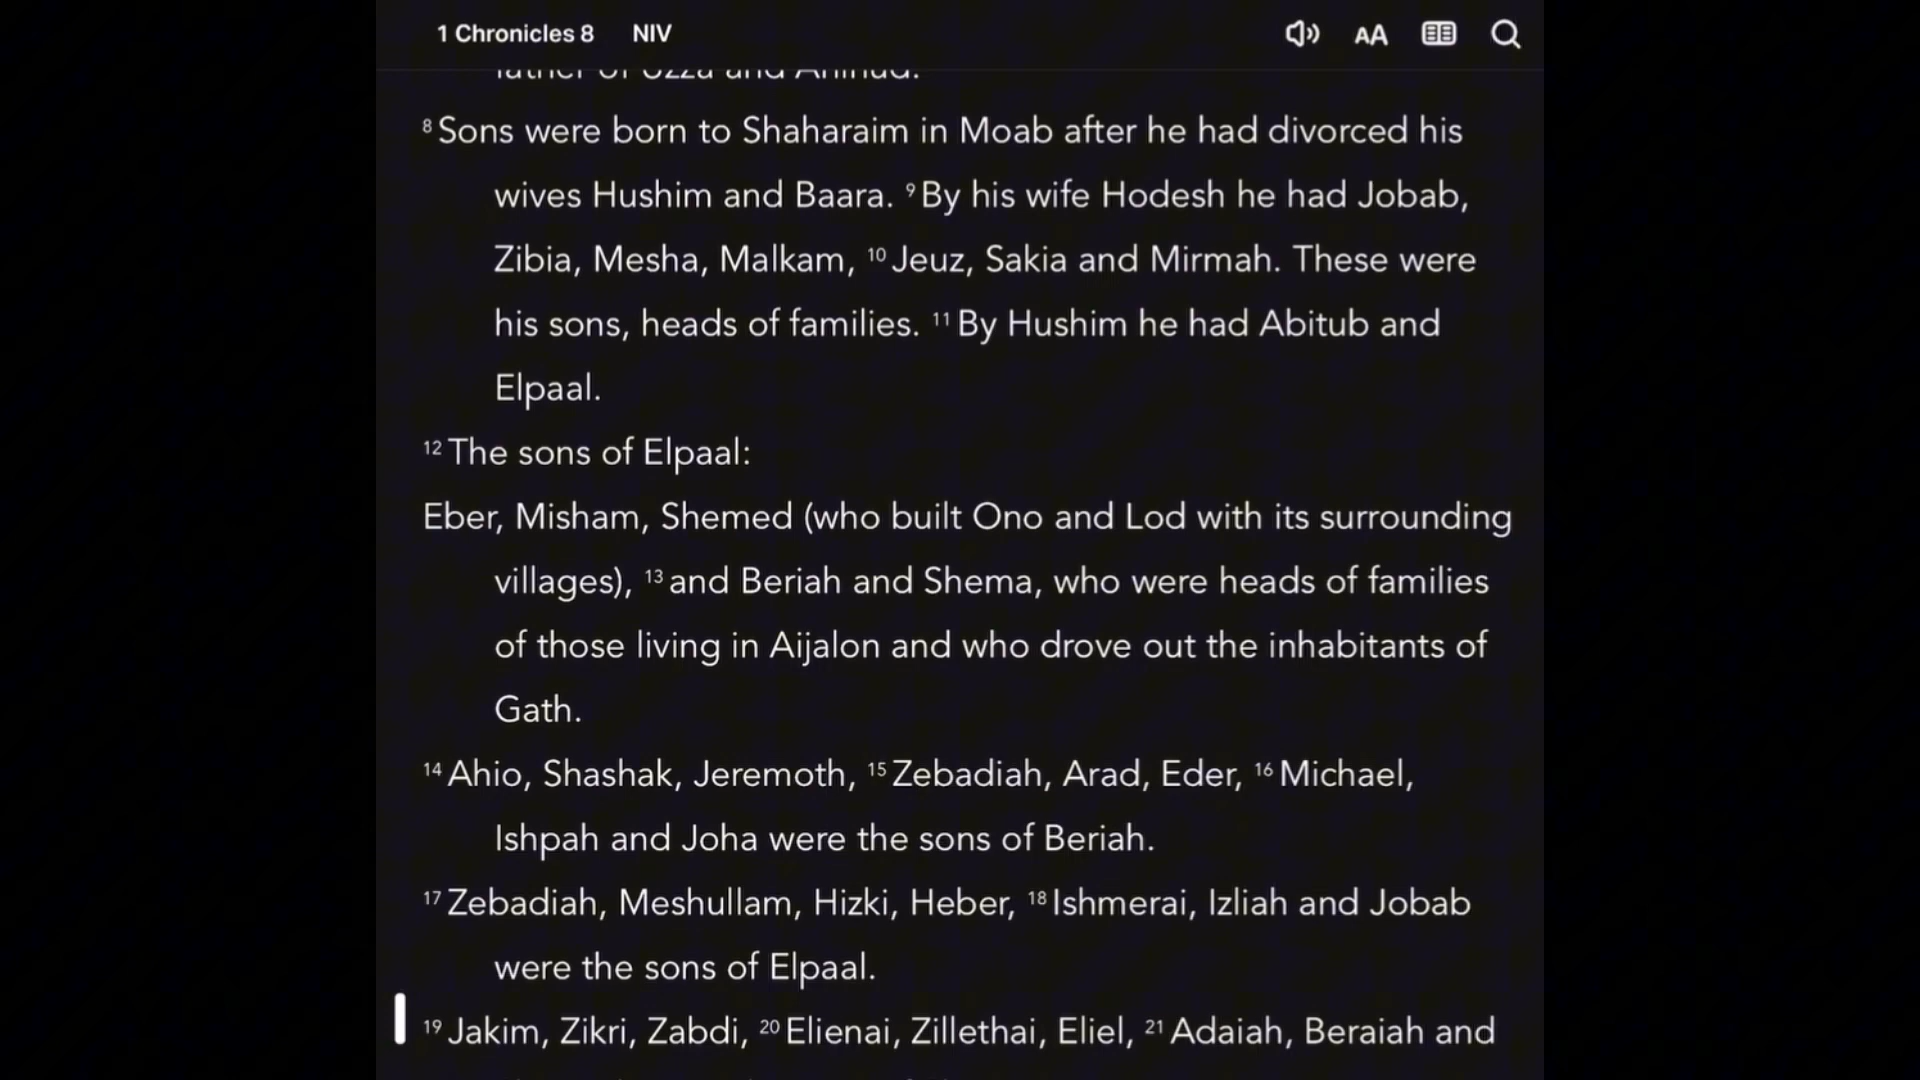 1 Chronicles 8 NIV AA
father of Uzza and Ahihud.
8 Sons were born to Shaharaim in Moab after he had divorced his
wives Hushim and Baara. 9 By his wife Hodesh he had Jobab,
Zibia, Mesha, Malkam, 10 Jeuz, Sakia and Mirmah. These were
his sons, heads of families. 11 By Hushim he had Abitub and
Elpaal.
12 The sons of Elpaal:
Eber, Misham, Shemed (who built Ono and Lod with its surrounding
villages), 13 and Beriah and Shema, who were heads of families
of those living in Aijalon and who drove out the inhabitants of
Gath.
14 Ahio, Shashak, Jeremoth, 15 Zebadiah, Arad, Eder, 16 Michael,
Ishpah and Joha were the sons of Beriah.
17 Zebadiah, Meshullam, Hizki, Heber, 18 Ishmerai, Izliah and Jobab
were the sons of Elpaal.
19 Jakim, Zikri, Zabdi, 20 Elienai, Zillethai, Eliel, 21 Adaiah, Beraiah and